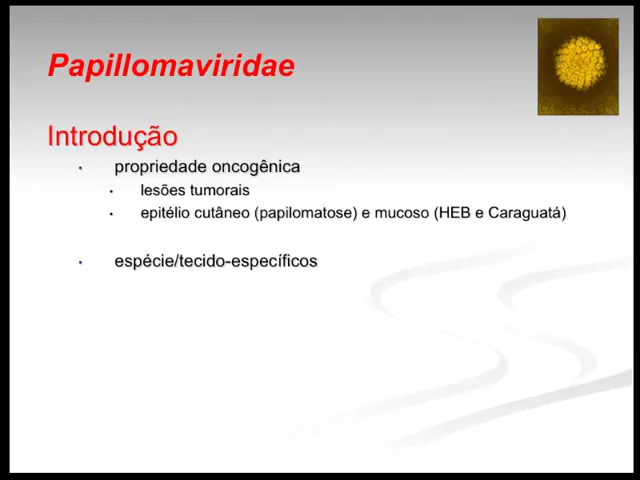 Papillomaviridae
Introdução
• propriedade oncogênica
• lesões tumorais
• epitélio cutâneo (papilomatose) e mucoso (HEB e Caraguatá)
• espécie/tecido-específicos